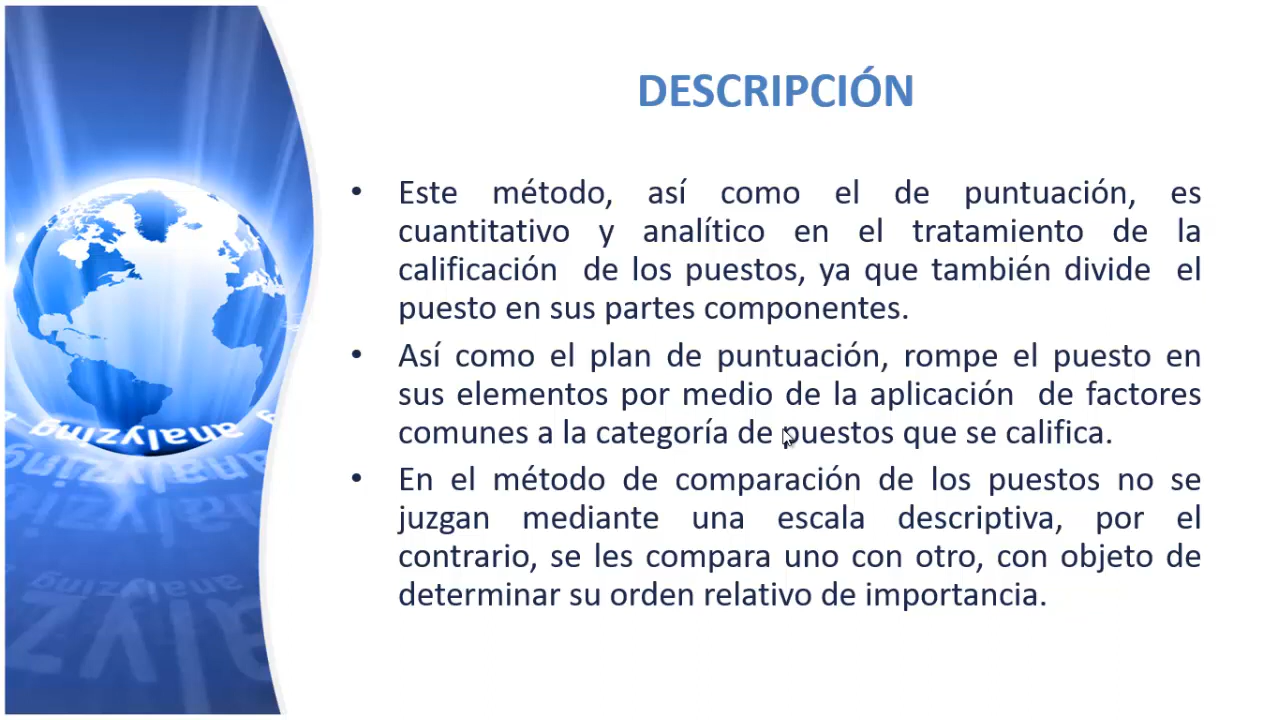 DESCRIPCIÓN
• Este método, así como el de puntuación, es
cuantitativo y analítico en el tratamiento de la
calificación de los puestos, ya que también divide el
puesto en sus partes componentes.
• Así como el plan de puntuación, rompe el puesto en
sus elementos por medio de la aplicación de factores
comunes a la categoría de puestos que se califica.
• En el método de comparación de los puestos no se
juzgan mediante una escala descriptiva, por el
contrario, se les compara uno con otro, con objeto de
determinar su orden relativo de importancia.
analyzing
analyzing
analyzing